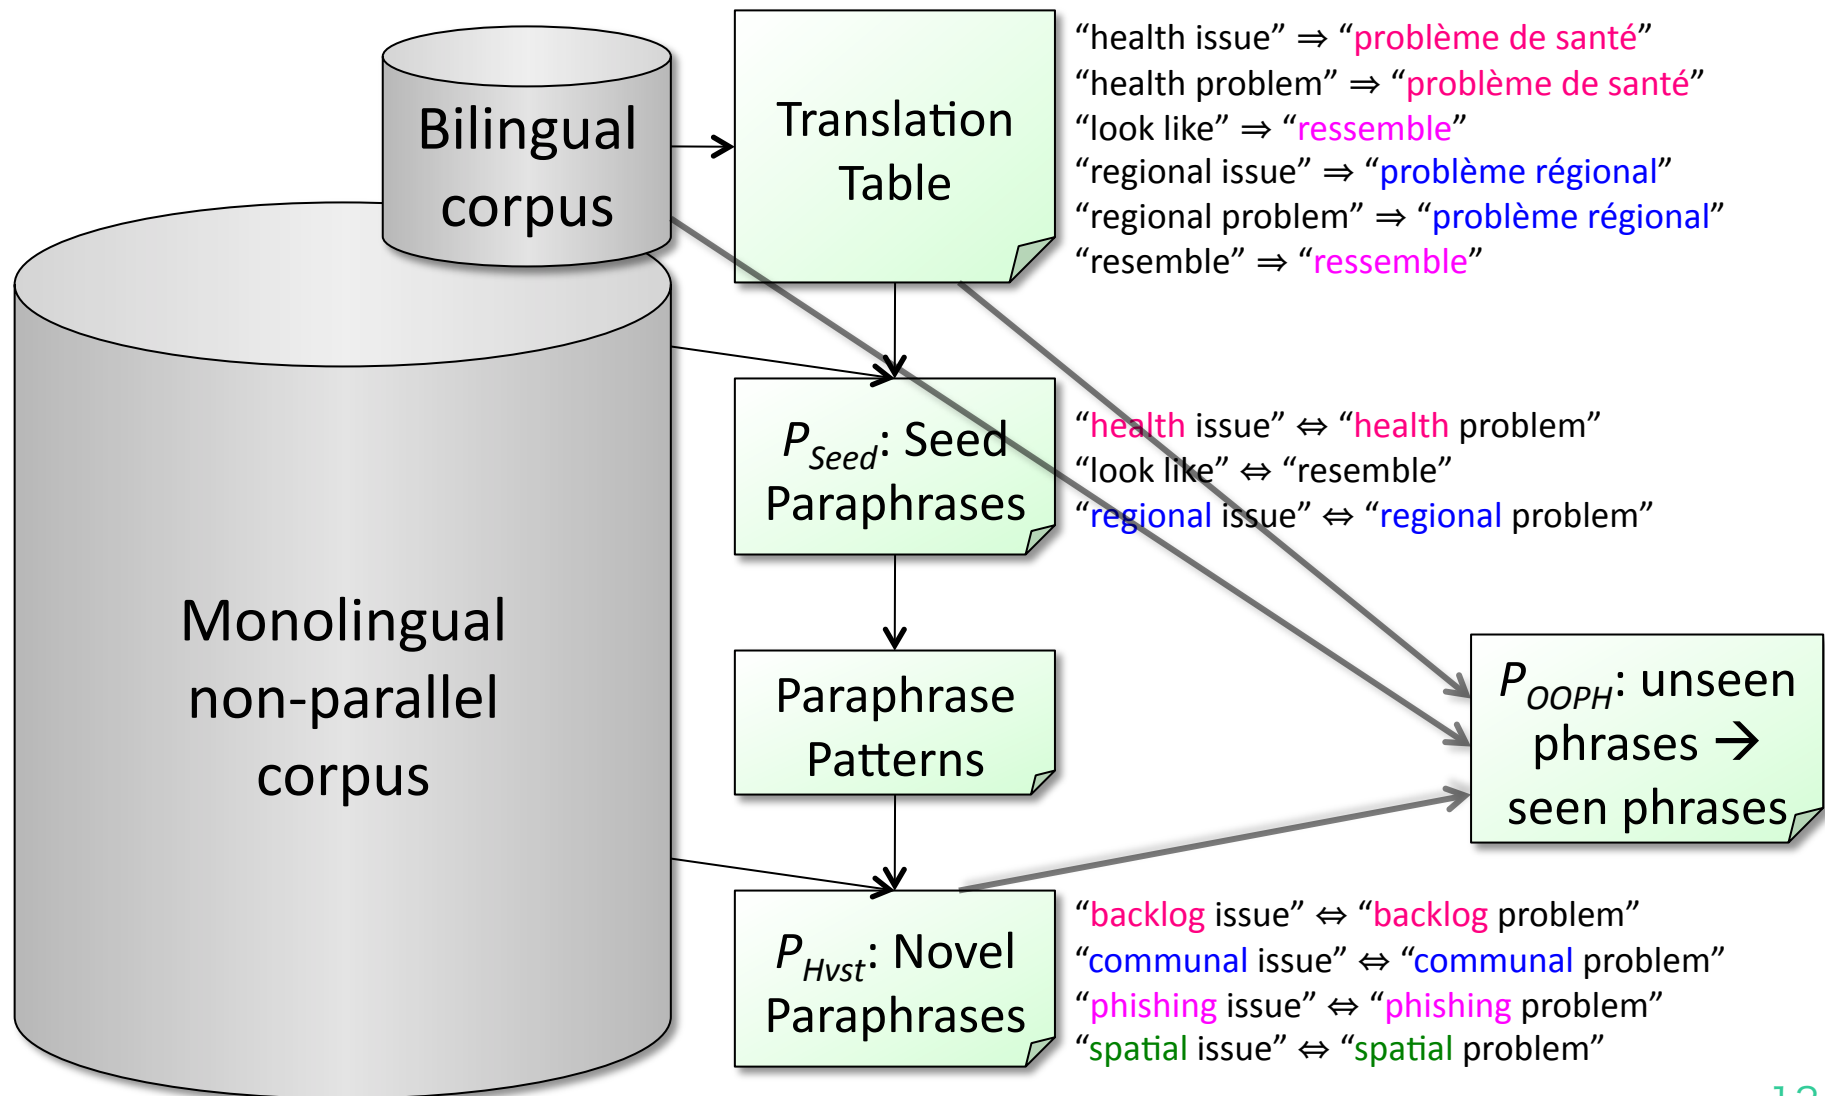 Bilingual
corpus
Translation
Table
“health issue” ⇒ “problème de santé”
“health problem” ⇒ “problème de santé”
“look like” ⇒ “ressemble”
“regional issue” ⇒ “problème régional”
“regional problem” ⇒ “problème régional”
“resemble” ⇒ “ressemble”
Monolingual
non-parallel
corpus
P_Seed: Seed
Paraphrases
“health issue” ⇔ “health problem”
“look like” ⇔ “resemble”
“regional issue” ⇔ “regional problem”
Paraphrase
Patterns
P_OOPH: unseen
phrases →
seen phrases
P_Hvst: Novel
Paraphrases
“backlog issue” ⇔ “backlog problem”
“communal issue” ⇔ “communal problem”
“phishing issue” ⇔ “phishing problem”
“spatial issue” ⇔ “spatial problem”